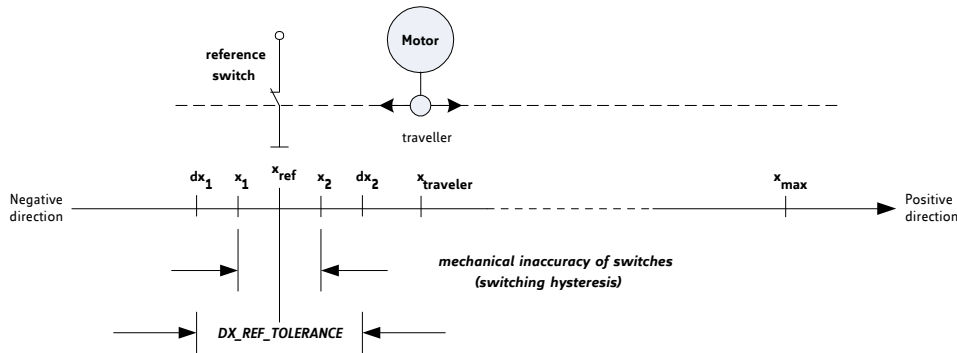 Motor
reference
switch
traveller
dx1
x1
xref
x2
dx2
xtraveler
xmax
Negative
direction
Positive
direction
mechanical inaccuracy of switches
(switching hysteresis)
DX_REF_TOLERANCE